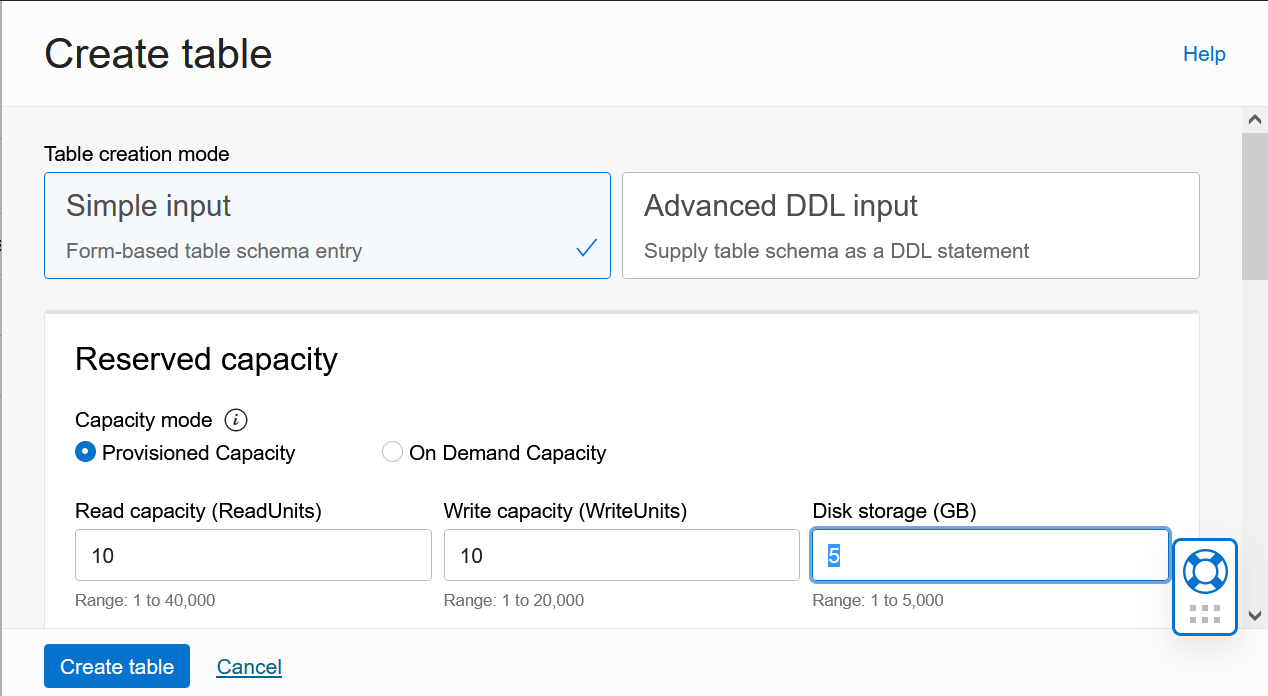 Create table
Help
Table creation mode
Simple input
Form-based table schema entry
Advanced DDL input
Supply table schema as a DDL statement
Reserved capacity
Capacity mode i
Provisioned Capacity
On Demand Capacity
Read capacity (ReadUnits)
Write capacity (WriteUnits)
Disk storage (GB)
10
10
5
Range: 1 to 40,000
Range: 1 to 20,000
Range: 1 to 5,000
Create table
Cancel